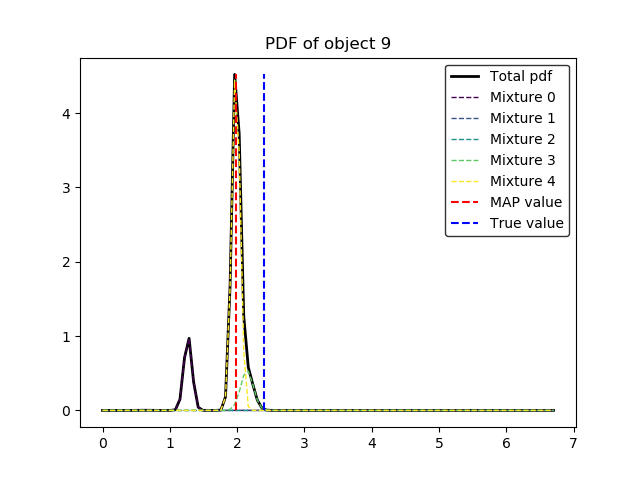 PDF of object 9
Total pdf
Mixture 0
Mixture 1
Mixture 2
Mixture 3
Mixture 4
MAP value
True value
4
3
2
1
0
0 1 2 3 4 5 6 7